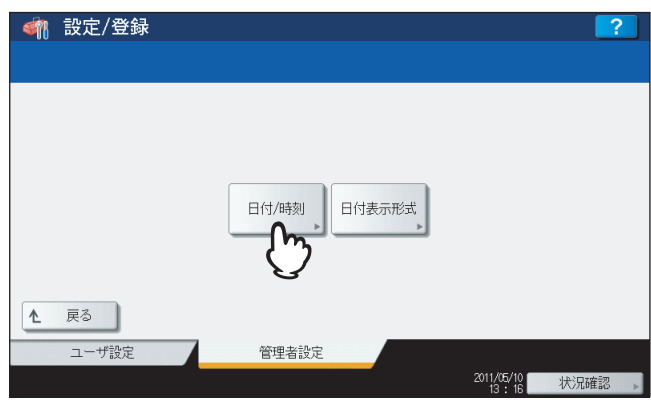 設定/登録
?
日付/時刻
日付表示形式
戻る
ユーザ設定
管理者設定
2011/05/10
13 : 16
状況確認